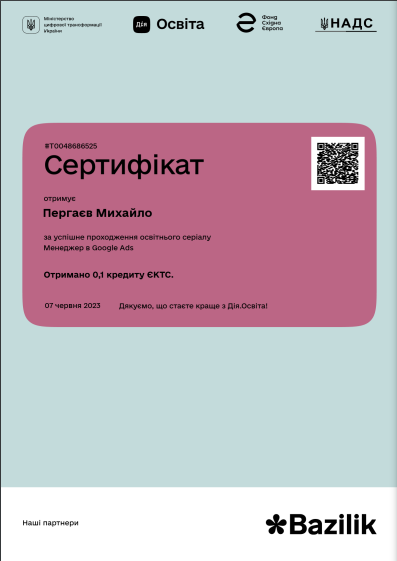 Міністерство
цифрової трансформації
України
Дія Освіта
Фонд
Східна
Європа
НАДС
#T0048686525
Сертифікат
отримує
Пергаєв Михайло
за успішне проходження освітнього серіалу
Менеджер в Google Ads
Отримано 0,1 кредиту ЄКТС.
07 червня 2023 Дякуємо, що стаєте краще з Дія.Освіта!
Наші партнери
Bazilik